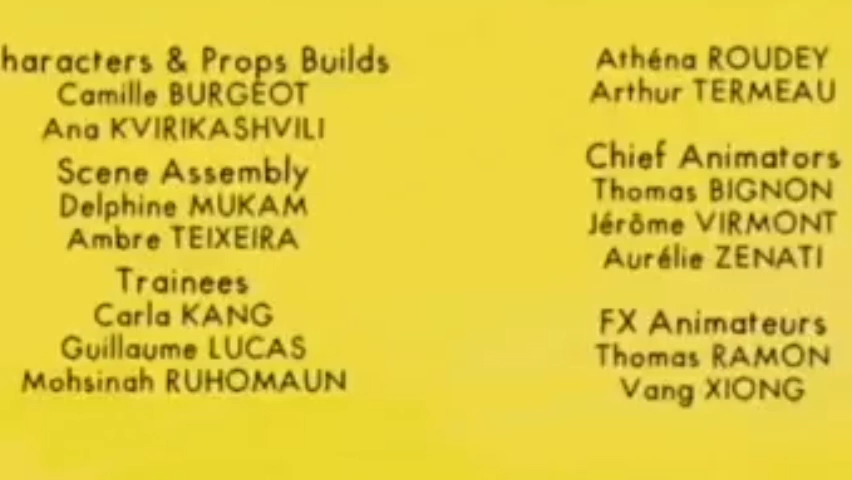 haracters & Props Builds
Camille BURGEOT
Ana KVIRIKASHVILI
Scene Assembly
Delphine MUKAM
Ambre TEIXEIRA
Trainees
Carla KANG
Guillaume LUCAS
Mohsinah RUHOMAUN
Athéna ROUDEY
Arthur TERMEAU
Chief Animators
Thomas BIGNON
Jérôme VIRMONT
Aurélie ZENATI
FX Animateurs
Thomas RAMON
Vang XIONG